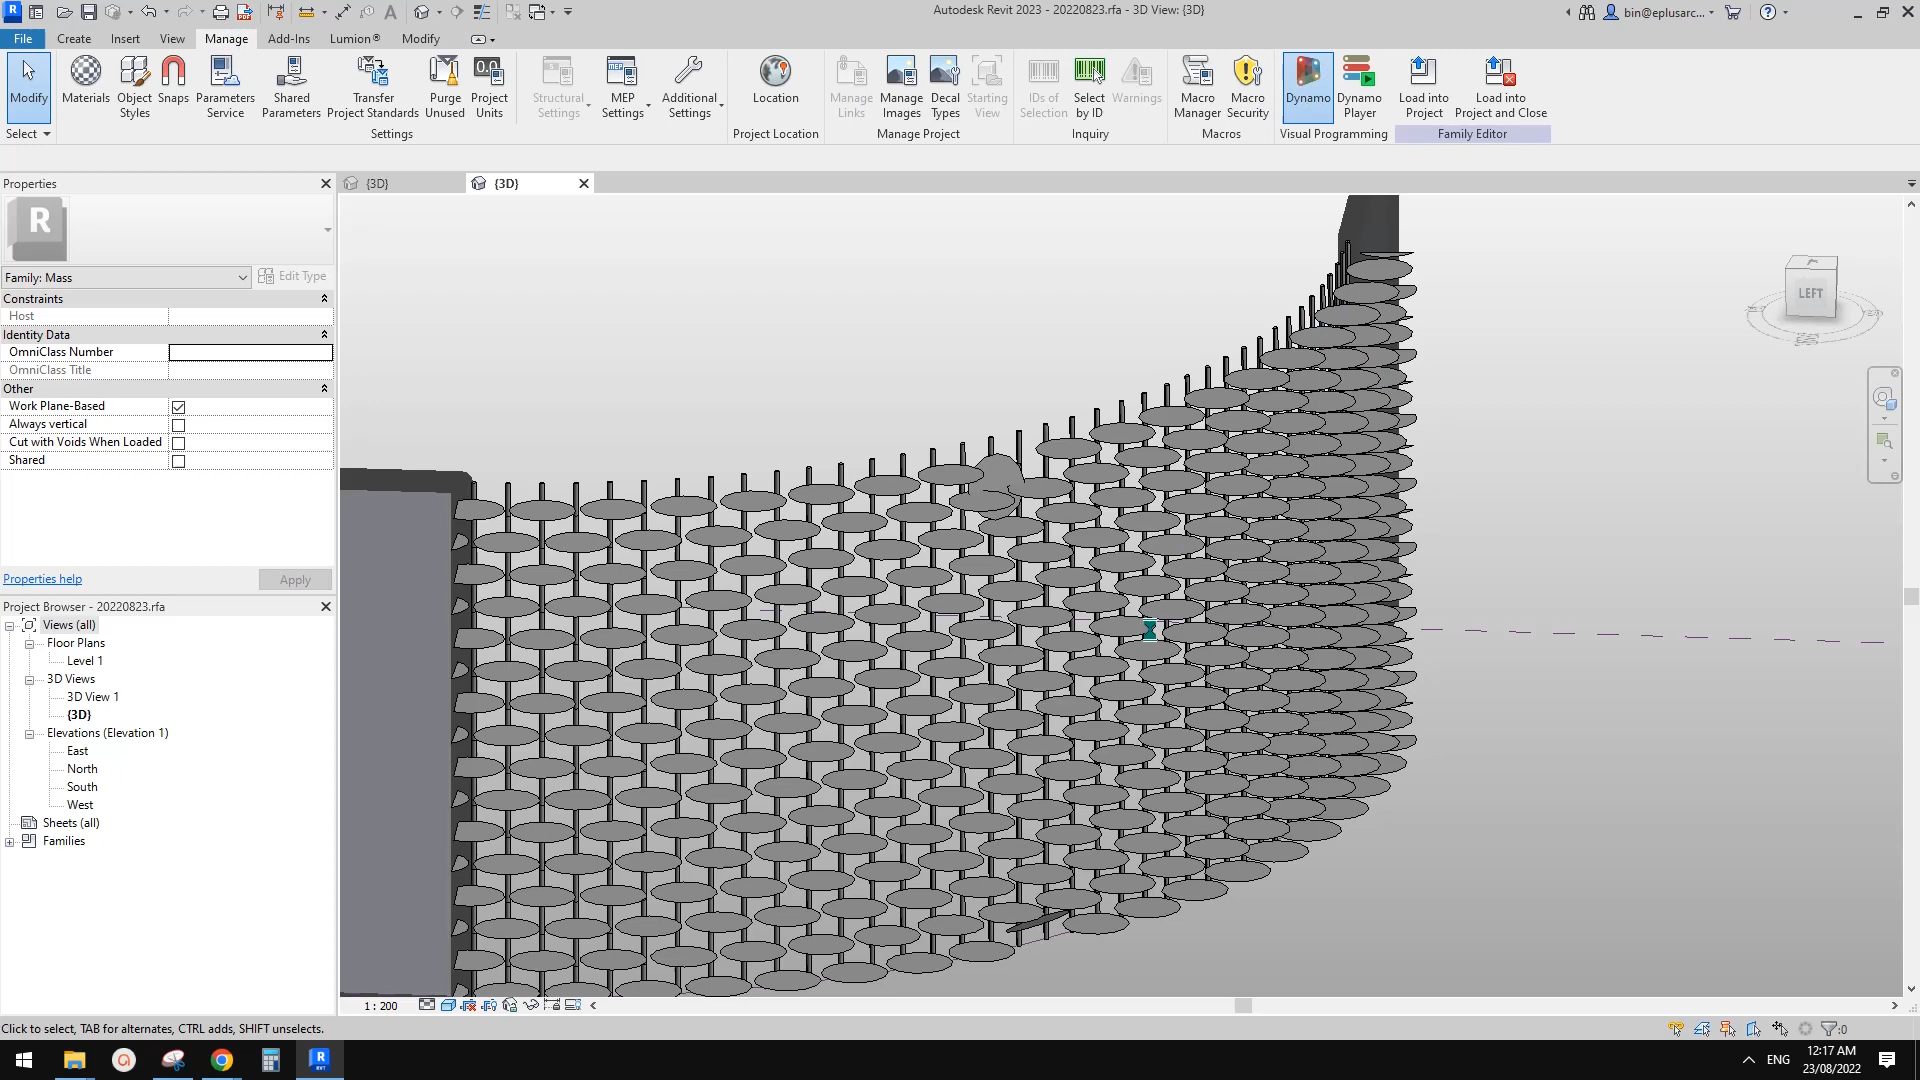 Autodesk Revit 2023 - 20220823.rfa - 3D View: {3D}
bin@eplusarc...
File Create Insert View Manage Add-Ins Lumion® Modify
Modify
Materials
Object Styles
Snaps
Parameters Service
Shared Parameters
Transfer Project Standards
Purge Unused
Project Units
Structural Settings
MEP Settings
Additional Settings
Location
Manage Links
Manage Images
Decal Types
Starting View
IDs of Selection
Select by ID
Warnings
Macro Manager
Macro Security
Dynamo
Dynamo Player
Load into Project
Load into Project and Close
Select
Settings
Project Location
Manage Project
Inquiry
Macros
Visual Programming
Family Editor
Properties
{3D}
{3D}
R
Family: Mass
Edit Type
Constraints
Host
Identity Data
OmniClass Number
OmniClass Title
Other
Work Plane-Based
Always vertical
Cut with Voids When Loaded
Shared
Properties help
Apply
LEFT
Project Browser - 20220823.rfa
Views (all)
Floor Plans
Level 1
3D Views
3D View 1
{3D}
Elevations (Elevation 1)
East
North
South
West
Sheets (all)
Families
1 : 200
Click to select, TAB for alternates, CTRL adds, SHIFT unselects.
:0
ENG
12:17 AM
23/08/2022